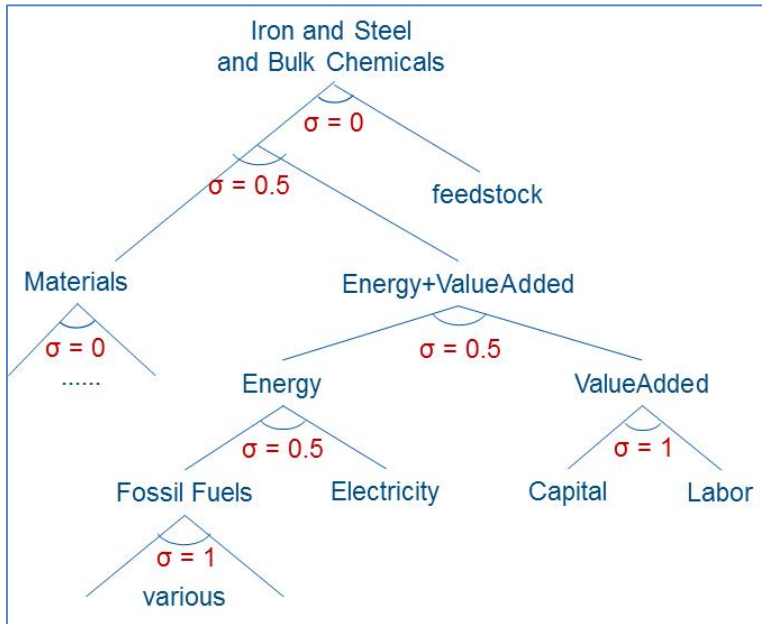 Iron and Steel
and Bulk Chemicals
σ = 0
σ = 0.5
feedstock
Materials
Energy+ValueAdded
σ = 0
σ = 0.5
......
Energy
ValueAdded
σ = 0.5
σ = 1
Fossil Fuels
Electricity
Capital
Labor
σ = 1
various